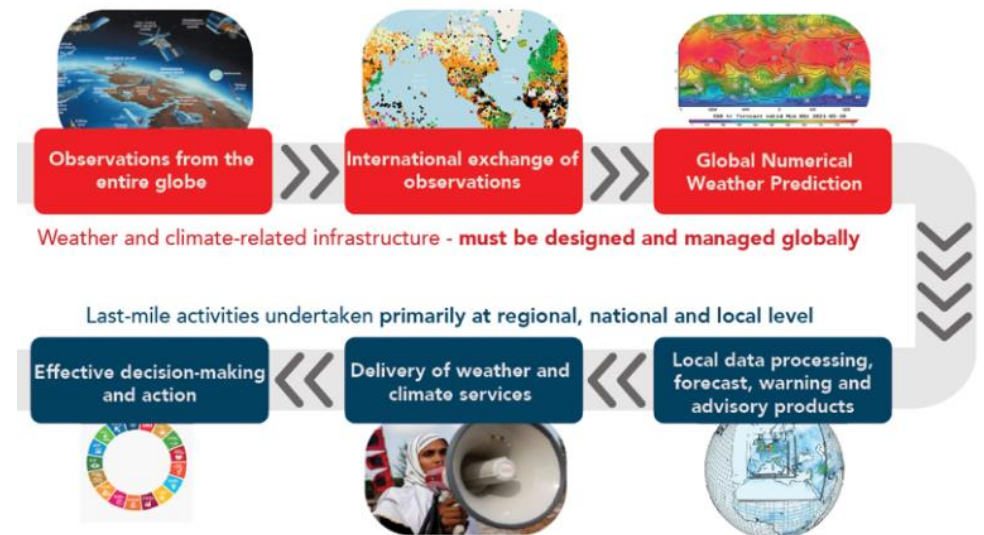 Observations from the
entire globe
International exchange of
observations
Global Numerical
Weather Prediction
Weather and climate-related infrastructure - must be designed and managed globally
Last-mile activities undertaken primarily at regional, national and local level
Effective decision-making
and action
Delivery of weather and
climate services
Local data processing,
forecast, warning and
advisory products